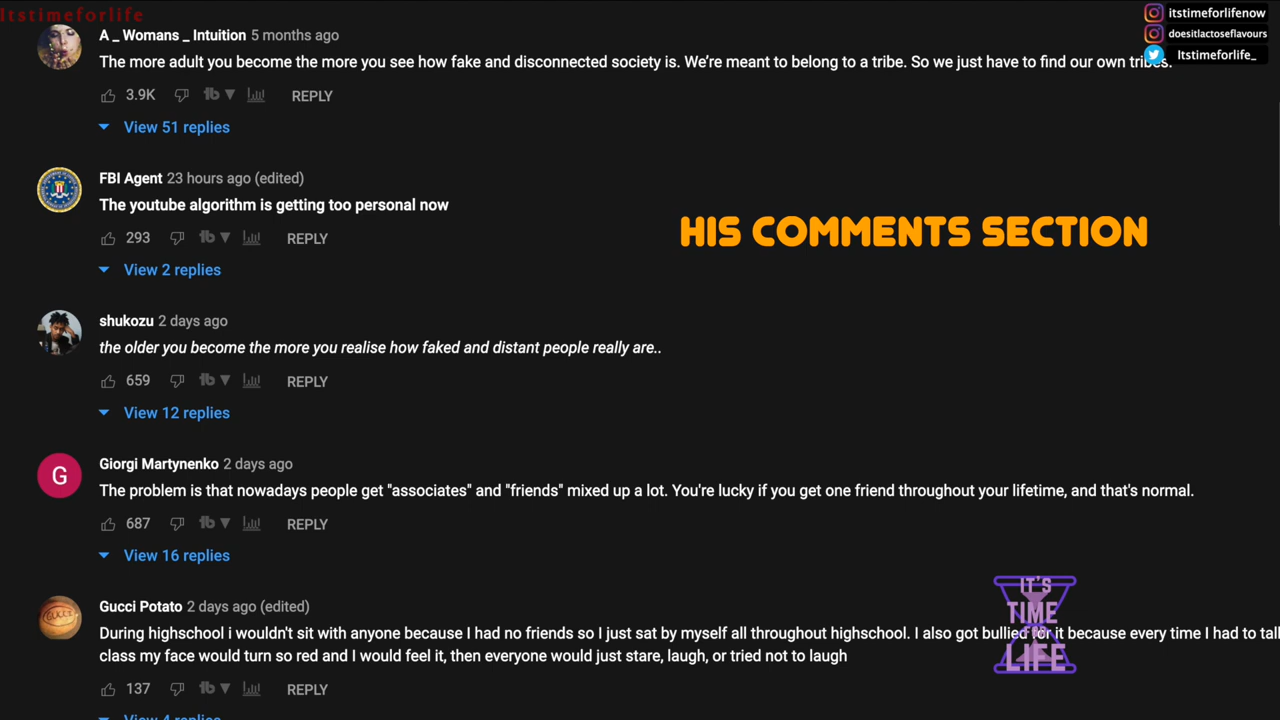 Itstimeforlife
itstimeforlifenow
doesitlactoseflavours
Itstimeforlife_
A _ Womans _ Intuition 5 months ago
The more adult you become the more you see how fake and disconnected society is. We're meant to belong to a tribe. So we just have to find our own tribes.
3.9K REPLY
View 51 replies
FBI Agent 23 hours ago (edited)
The youtube algorithm is getting too personal now
HIS COMMENTS SECTION
293 REPLY
View 2 replies
shukozu 2 days ago
the older you become the more you realise how faked and distant people really are..
659 REPLY
View 12 replies
G
Giorgi Martynenko 2 days ago
The problem is that nowadays people get "associates" and "friends" mixed up a lot. You're lucky if you get one friend throughout your lifetime, and that's normal.
687 REPLY
View 16 replies
GUCCI
Gucci Potato 2 days ago (edited)
During highschool i wouldn't sit with anyone because I had no friends so I just sat by myself all throughout highschool. I also got bullied for it because every time I had to tall
class my face would turn so red and I would feel it, then everyone would just stare, laugh, or tried not to laugh
137 REPLY
View 4 replies
IT'S
TIME
LIFE